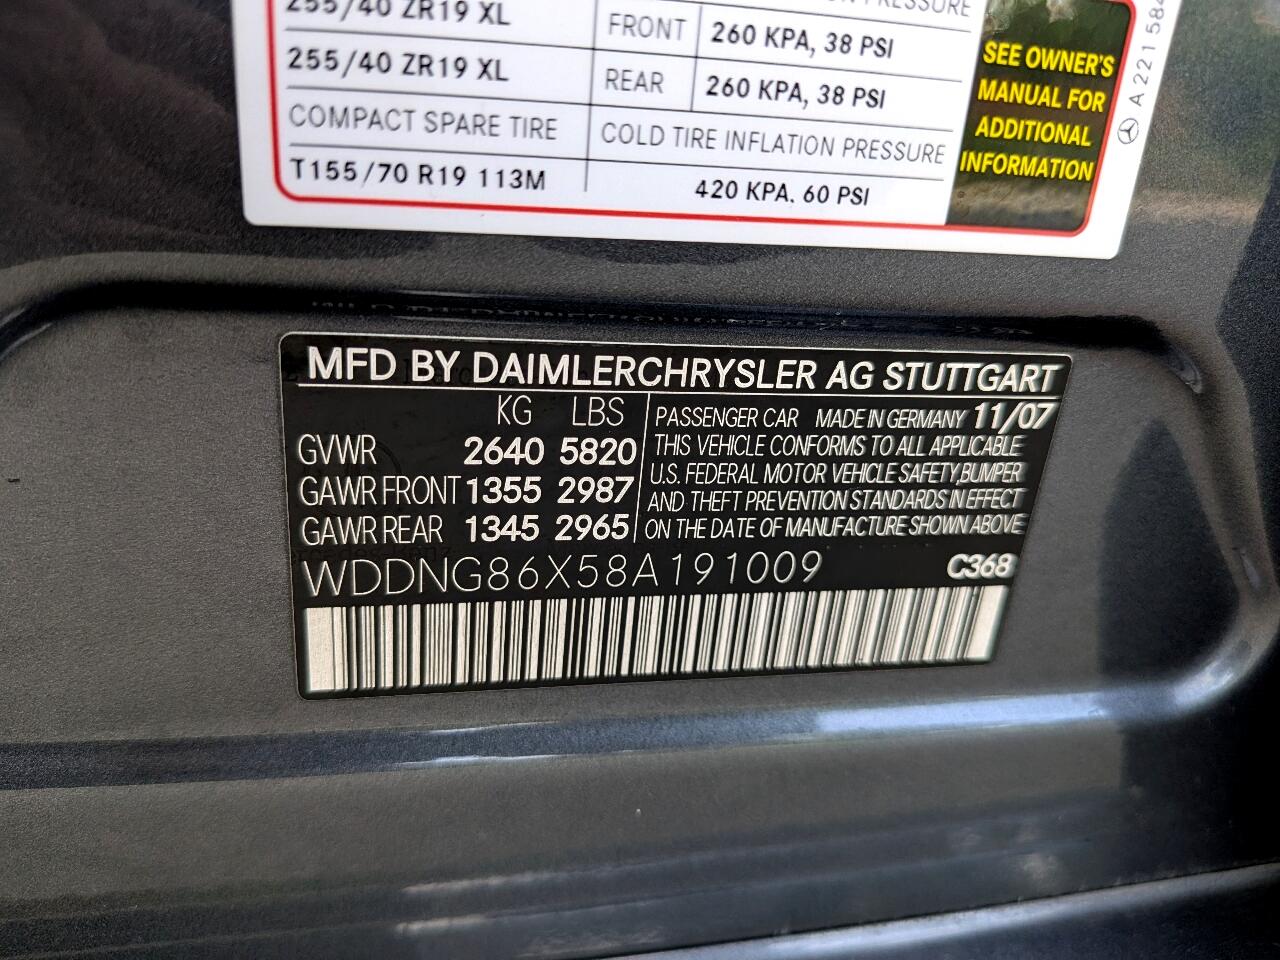 255/40 ZR19 XL FRONT 260 KPA, 38 PSI
255/40 ZR19 XL REAR 260 KPA, 38 PSI
COMPACT SPARE TIRE COLD TIRE INFLATION PRESSURE
T155/70 R19 113M 420 KPA. 60 PSI
SEE OWNER'S
MANUAL FOR
ADDITIONAL
INFORMATION
A 221 584
MFD BY DAIMLERCHRYSLER AG STUTTGART
KG LBS
GVWR 2640 5820
GAWR FRONT 1355 2987
GAWR REAR 1345 2965
PASSENGER CAR MADE IN GERMANY 11/07
THIS VEHICLE CONFORMS TO ALL APPLICABLE
U.S. FEDERAL MOTOR VEHICLE SAFETY,BUMPER
AND THEFT PREVENTION STANDARDS IN EFFECT
ON THE DATE OF MANUFACTURE SHOWN ABOVE
WDDNG86X58A191009 C368